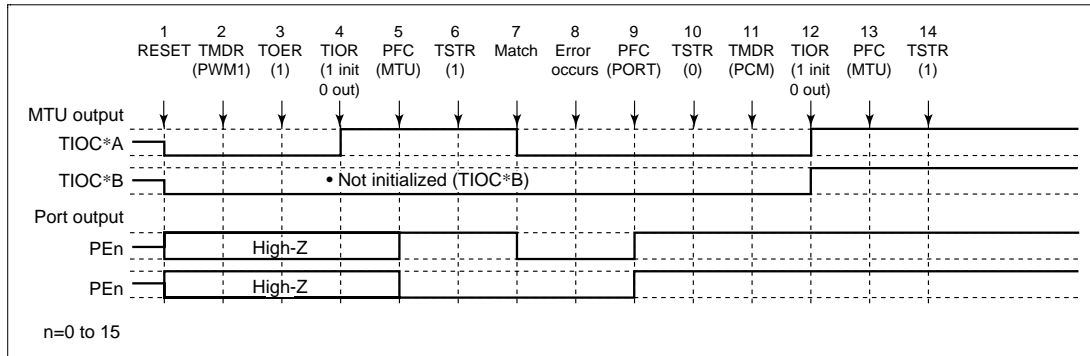 1 2 3 4 5 6 7 8 9 10 11 12 13 14
RESET TMDR TOER TIOR PFC TSTR Match Error PFC TSTR TMDR TIOR PFC TSTR
(PWM1) (1) (1 init (MTU) (1) occurs (PORT) (0) (PCM) (1 init (MTU) (1)
0 out) 0 out)
MTU output
TIOC*A
TIOC*B • Not initialized (TIOC*B)
Port output
PEn High-Z
PEn High-Z
n=0 to 15